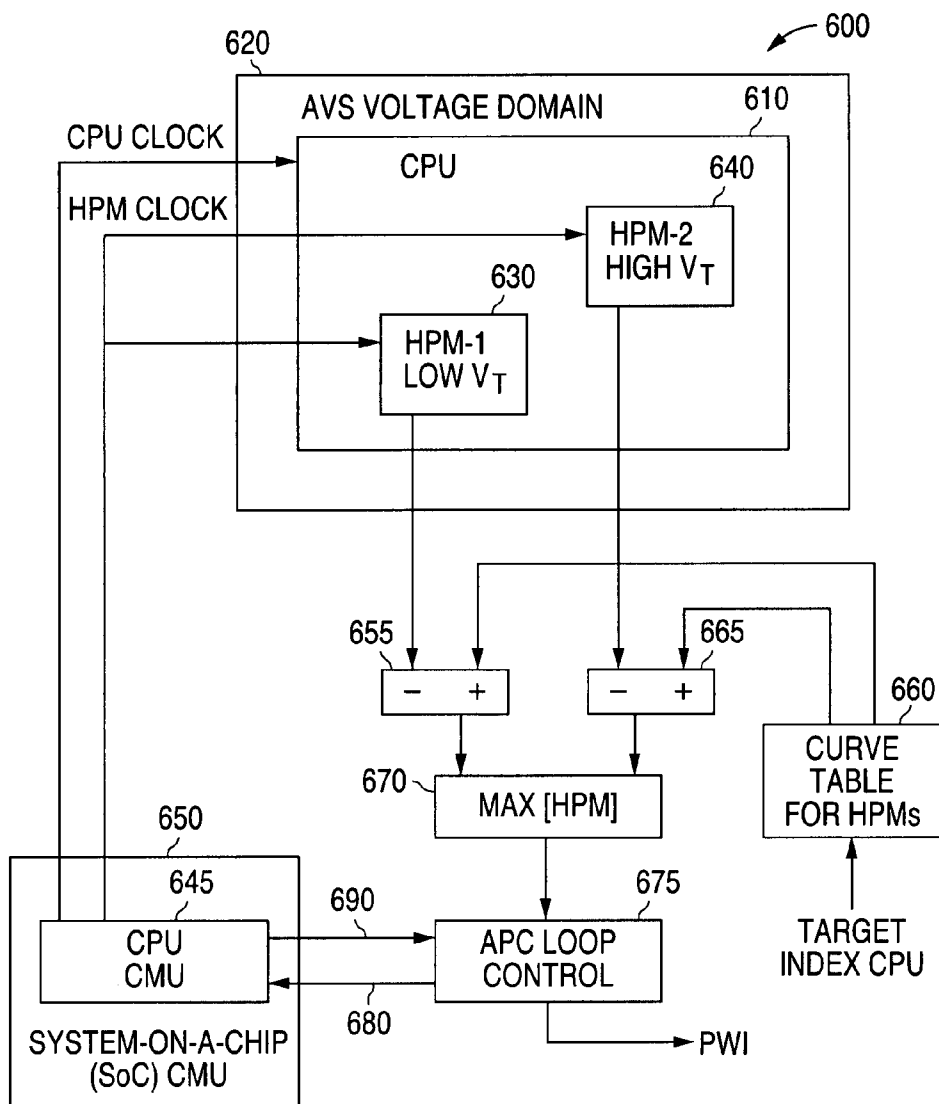 600
620
AVS VOLTAGE DOMAIN
610
CPU CLOCK
CPU
640
HPM CLOCK
HPM-2
HIGH VT
630
HPM-1
LOW VT
655
665
− +
− +
660
CURVE
TABLE
FOR HPMs
670
MAX [HPM]
650
645
690
675
CPU
CMU
APC LOOP
CONTROL
TARGET
INDEX CPU
680
SYSTEM-ON-A-CHIP
(SoC) CMU
PWI